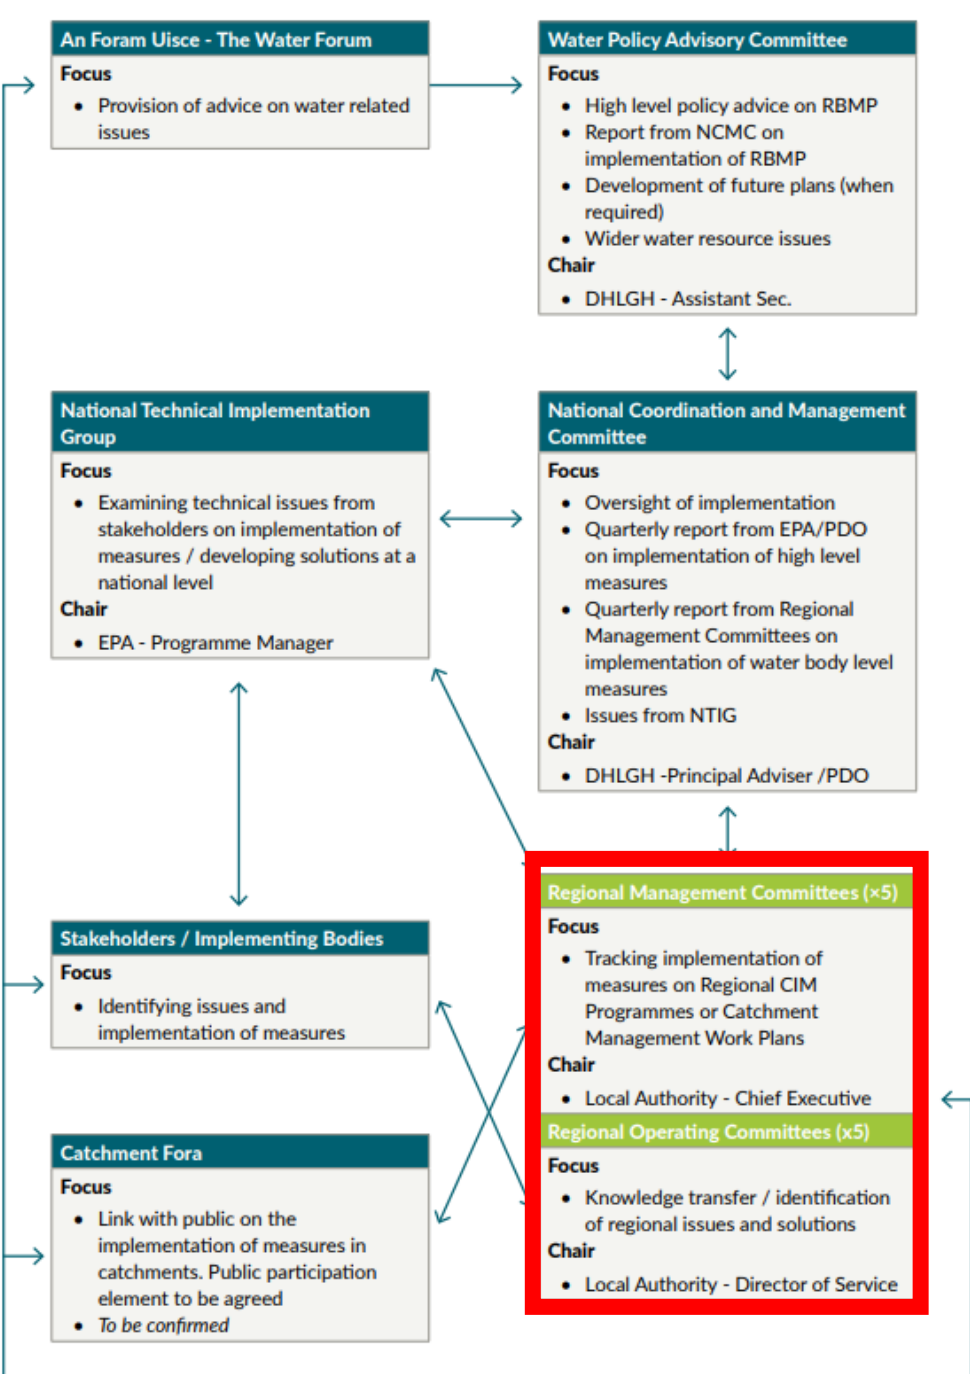 An Foram Uisce - The Water Forum
Focus
• Provision of advice on water related
issues
Water Policy Advisory Committee
Focus
• High level policy advice on RBMP
• Report from NCMC on
implementation of RBMP
• Development of future plans (when
required)
• Wider water resource issues
Chair
• DHLGH - Assistant Sec.
National Technical Implementation
Group
Focus
• Examining technical issues from
stakeholders on implementation of
measures / developing solutions at a
national level
Chair
• EPA - Programme Manager
National Coordination and Management
Committee
Focus
• Oversight of implementation
• Quarterly report from EPA/PDO
on implementation of high level
measures
• Quarterly report from Regional
Management Committees on
implementation of water body level
measures
• Issues from NTIG
Chair
• DHLGH -Principal Adviser /PDO
Stakeholders / Implementing Bodies
Focus
• Identifying issues and
implementation of measures
Regional Management Committees (×5)
Focus
• Tracking implementation of
measures on Regional CIM
Programmes or Catchment
Management Work Plans
Chair
• Local Authority - Chief Executive
Regional Operating Committees (x5)
Focus
• Knowledge transfer / identification
of regional issues and solutions
Chair
• Local Authority - Director of Service
Catchment Fora
Focus
• Link with public on the
implementation of measures in
catchments. Public participation
element to be agreed
• To be confirmed